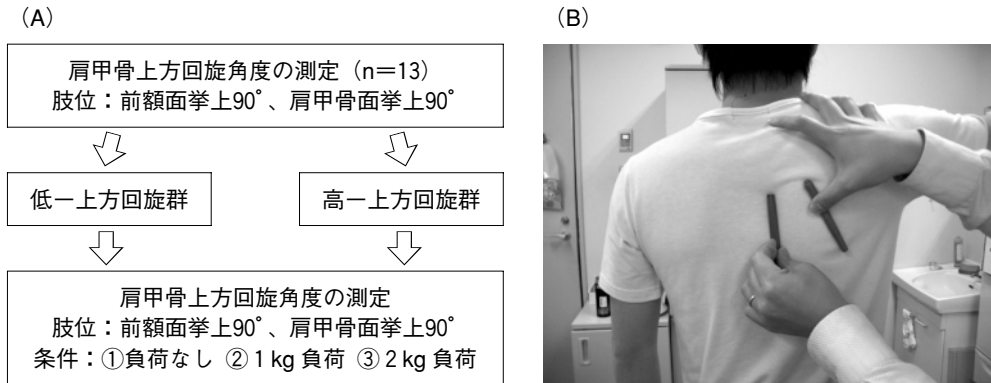 （A）
肩甲骨上方回旋角度の測定（n＝13）
肢位：前額面挙上90°、肩甲骨面挙上90°
低－上方回旋群
高－上方回旋群
肩甲骨上方回旋角度の測定
肢位：前額面挙上90°、肩甲骨面挙上90°
条件：①負荷なし ②1 kg 負荷 ③2 kg 負荷
（B）